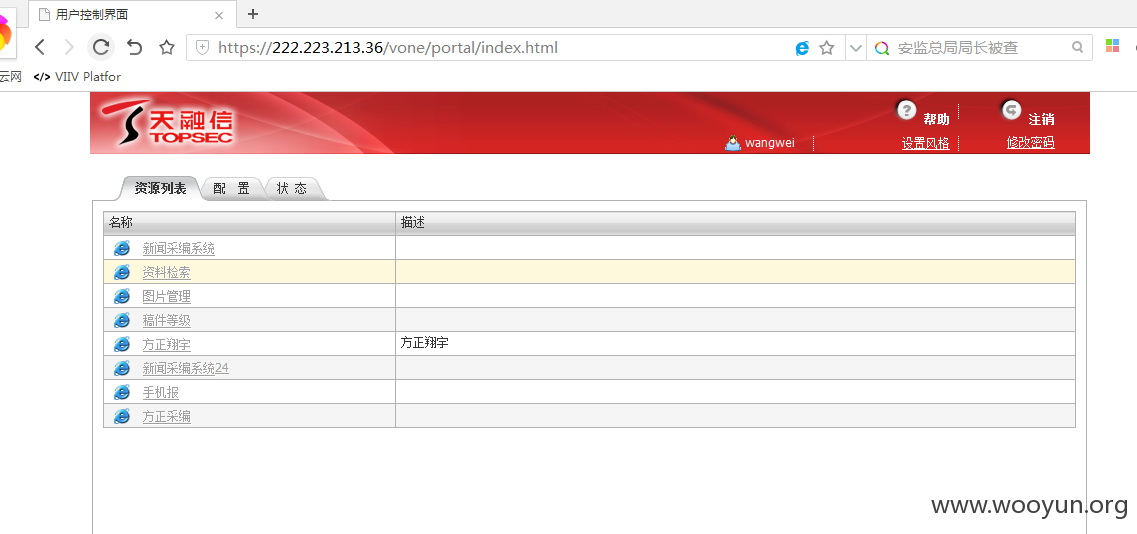 用户控制界面
https://222.223.213.36/vone/portal/index.html
安监总局局长被查
云网
</> VIIV Platfor
天融信
TOPSEC
帮助
注销
wangwei
设置风格
修改密码
资源列表
配 置
状 态
名称
描述
新闻采编系统
资料检索
图片管理
稿件等级
方正翔宇
方正翔宇
新闻采编系统24
手机报
方正采编
www.wooyun.org